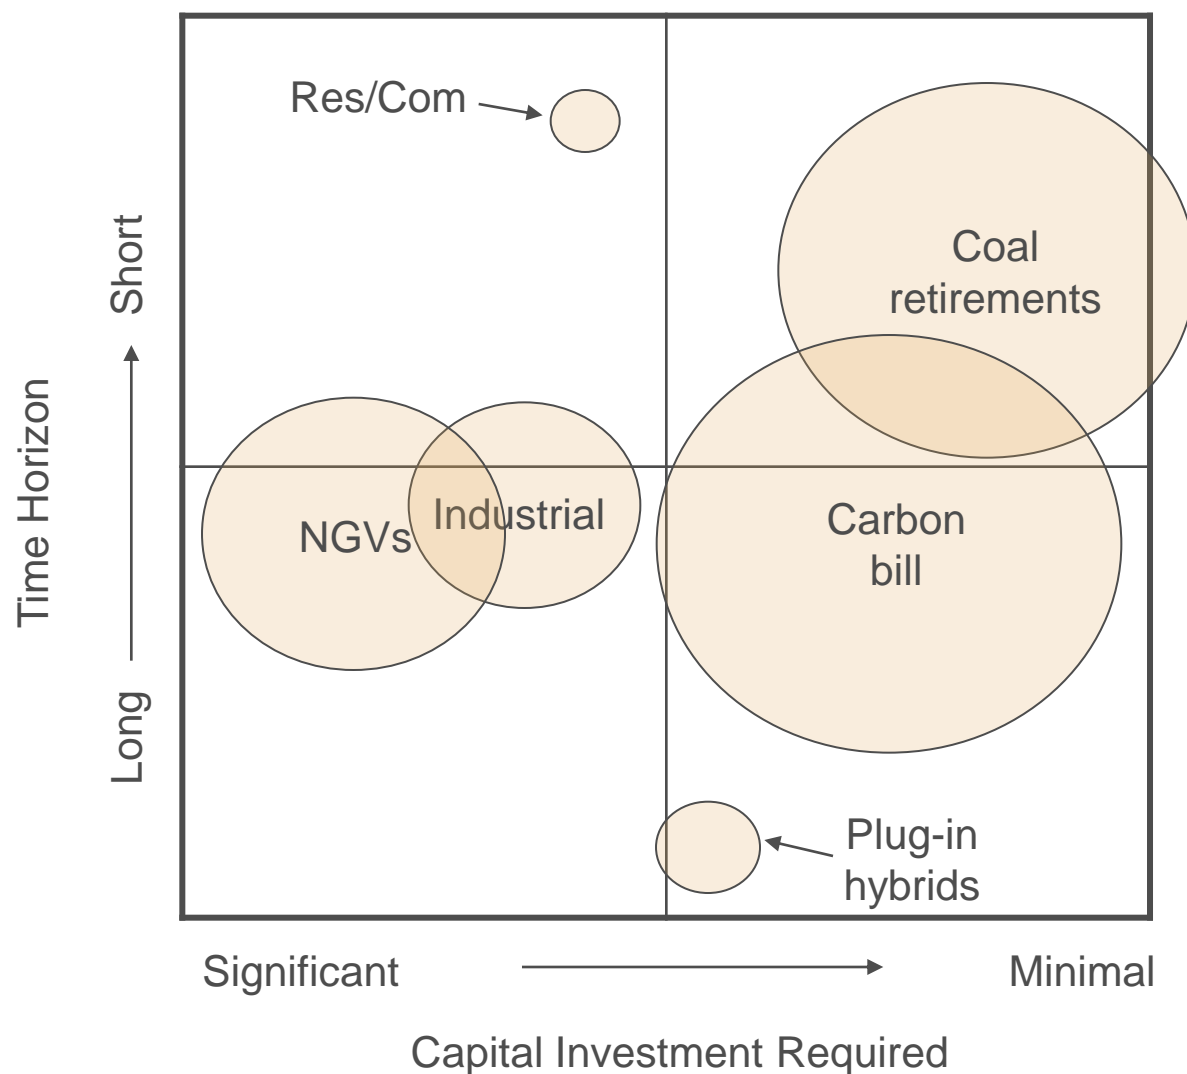 Res/Com
Coal
retirements
Short
Time Horizon
Long
NGVs
Industrial
Carbon
bill
Plug-in
hybrids
Significant
Minimal
Capital Investment Required